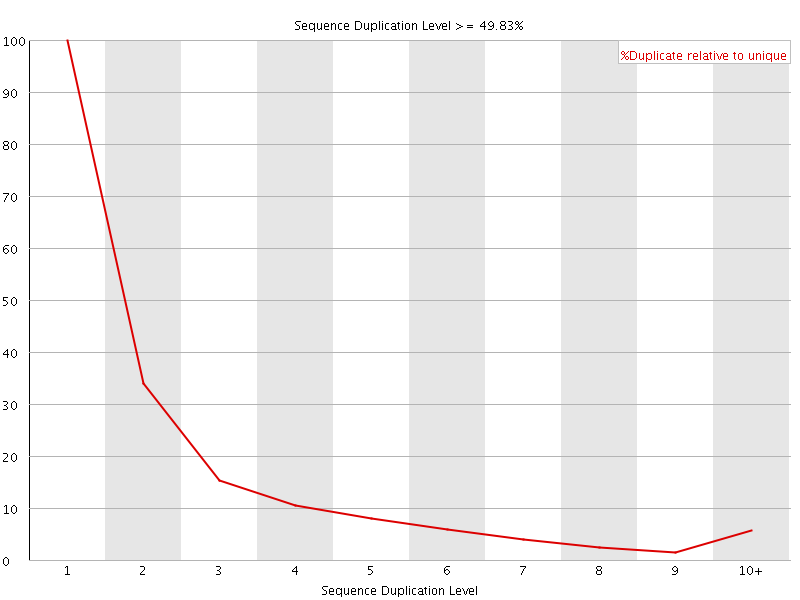 Sequence Duplication Level >= 49.83%
%Duplicate relative to unique
100
90
80
70
60
50
40
30
20
10
0
1 2 3 4 5 6 7 8 9 10+
Sequence Duplication Level